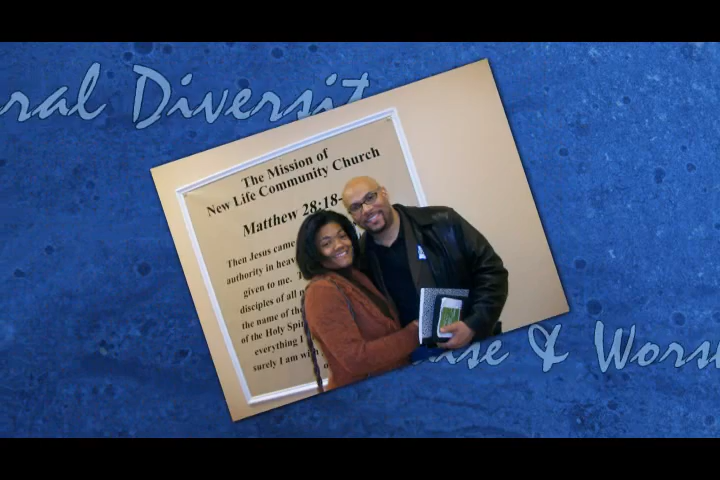 ral Diversit
The Mission of
New Life Community Church
Matthew 28:18-
Then Jesus came
authority in heav
given to me. T
disciples of all n
the name of the
of the Holy Spir
everything I
surely I am wi
ise & Wors